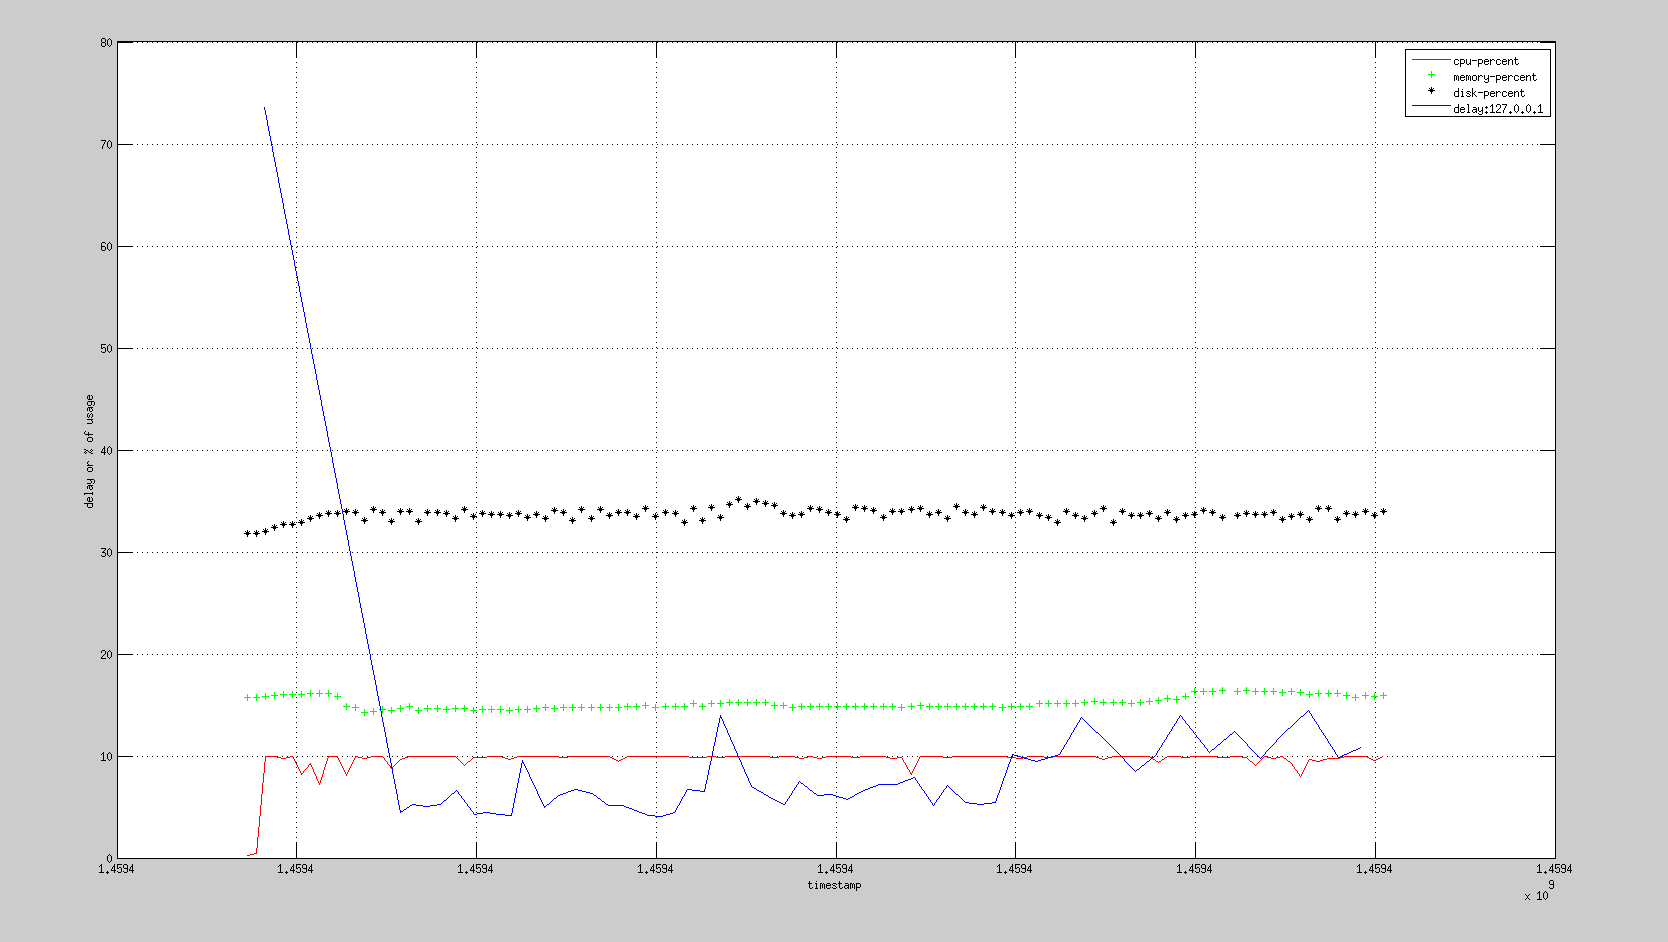 80
70
60
50
40
30
20
10
0
delay or % of usage
cpu-percent
memory-percent
disk-percent
delay:127.0.0.1
1.4594 1.4594 1.4594 1.4594 1.4594 1.4594 1.4594 1.4594 1.4594
timestamp
x 10 9